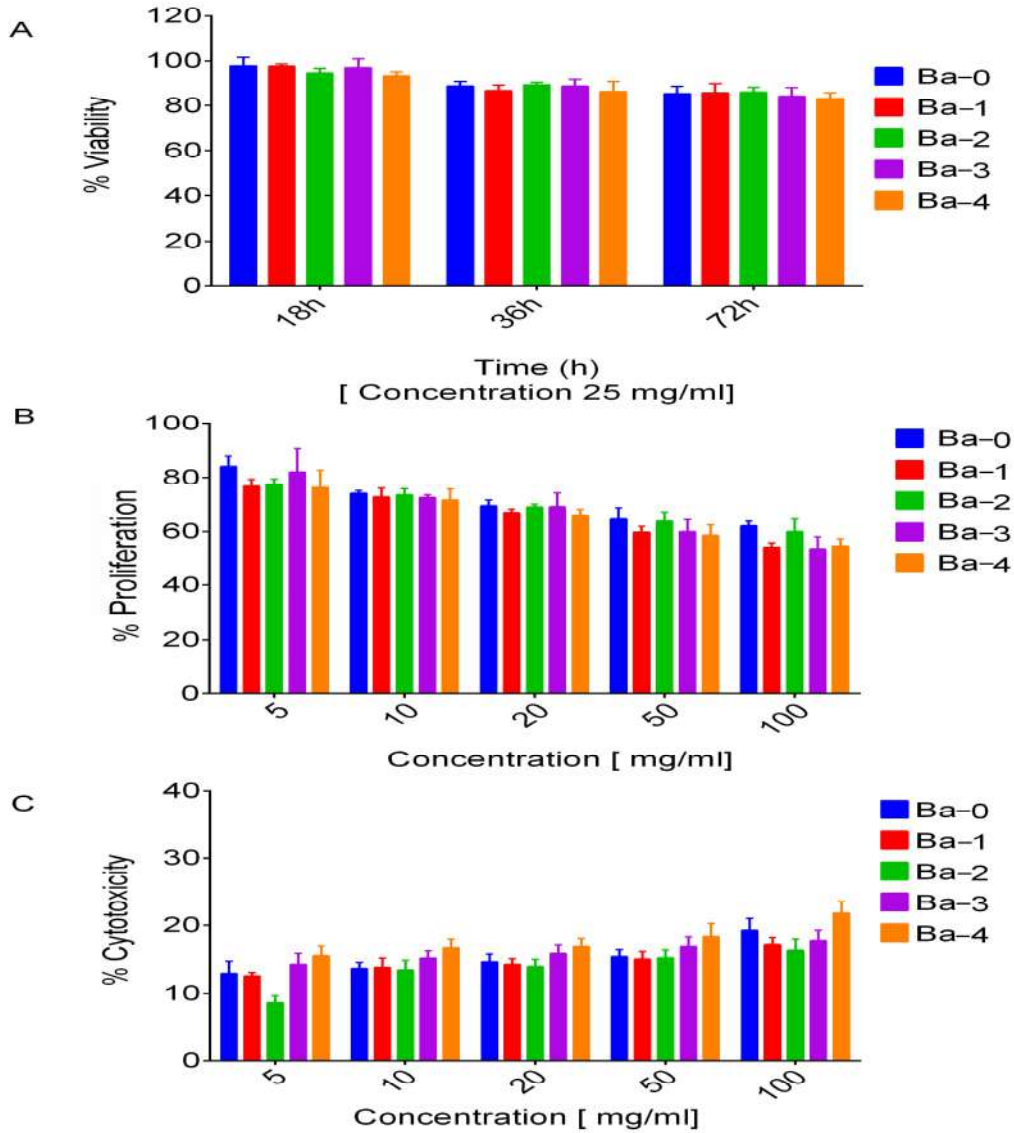 A
120
100
80
60
40
20
0
% Viability
18h
36h
72h
Time (h)
[ Concentration 25 mg/ml]
Ba-0
Ba-1
Ba-2
Ba-3
Ba-4
B
100
80
60
40
20
0
% Proliferation
5
10
20
50
100
Concentration [ mg/ml]
Ba-0
Ba-1
Ba-2
Ba-3
Ba-4
C
40
30
20
10
0
% Cytotoxicity
5
10
20
50
100
Concentration [ mg/ml]
Ba-0
Ba-1
Ba-2
Ba-3
Ba-4